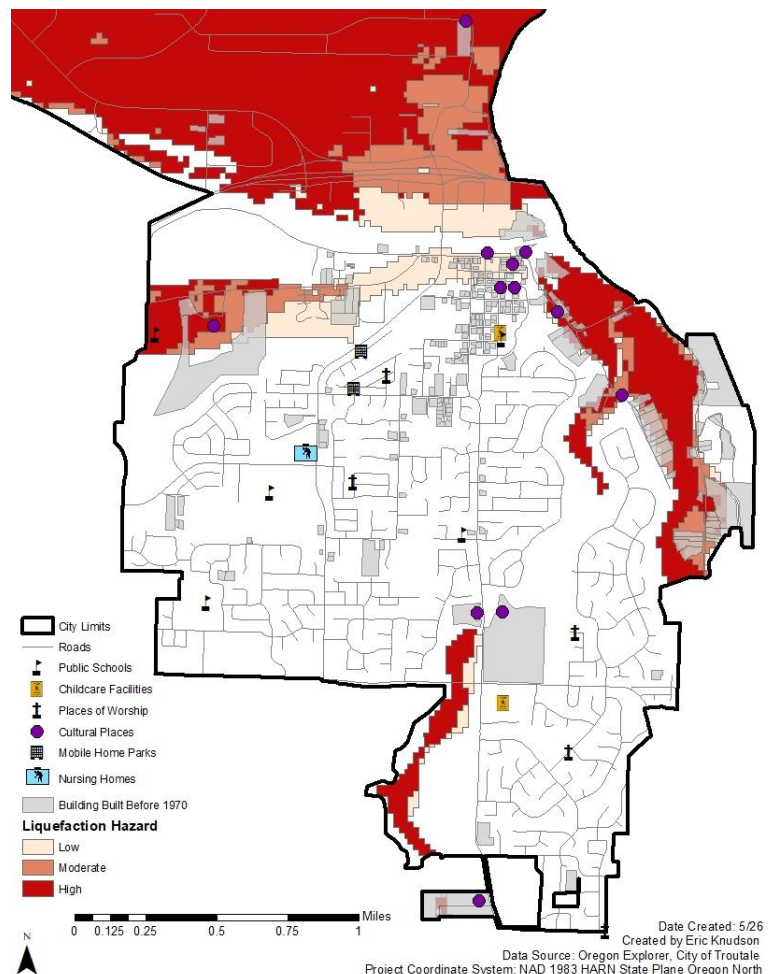 City Limits
Roads
Public Schools
Childcare Facilities
Places of Worship
Cultural Places
Mobile Home Parks
Nursing Homes
Building Built Before 1970
Liquefaction Hazard
Low
Moderate
High
Miles
0 0.125 0.25 0.5 0.75 1
N
Date Created: 5/26
Created by Eric Knudson
Data Source: Oregon Explorer, City of Troutale
Project Coordinate System: NAD 1983 HARN State Plane Oregon North